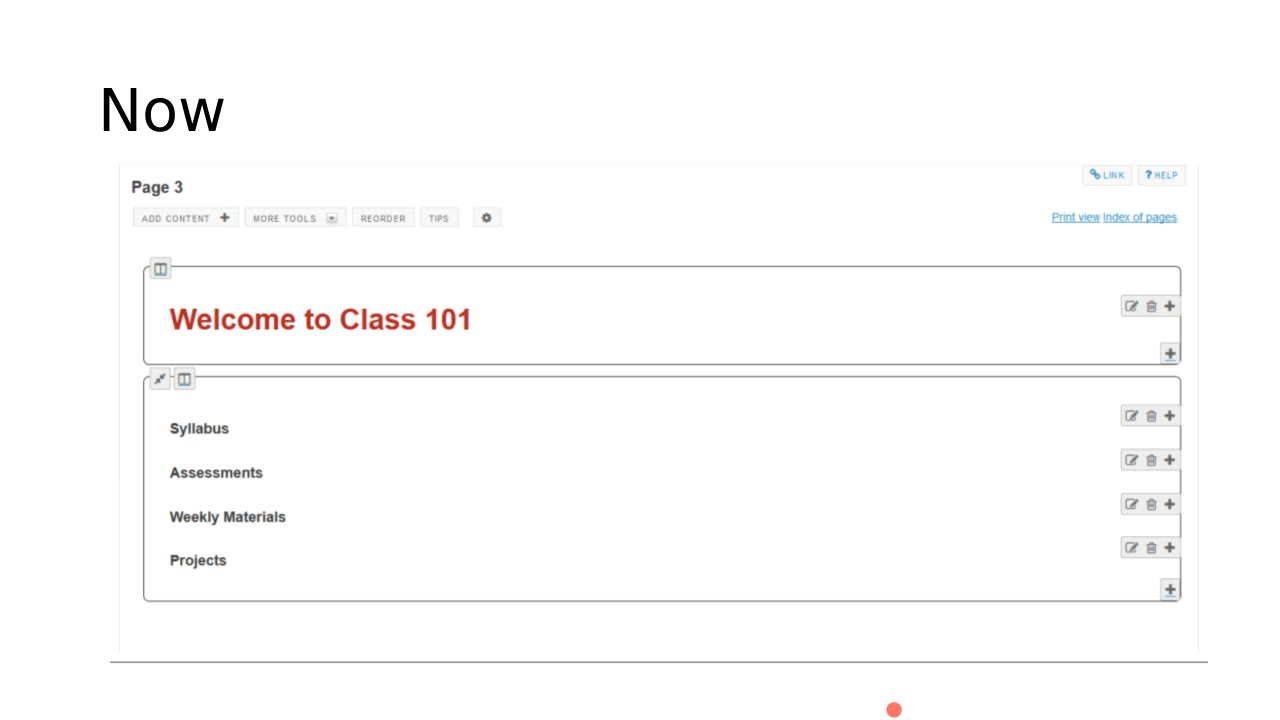 Now
LINK ? HELP
Page 3
ADD CONTENT + MORE TOOLS REORDER TIPS
Print view Index of pages
Welcome to Class 101
Syllabus
Assessments
Weekly Materials
Projects